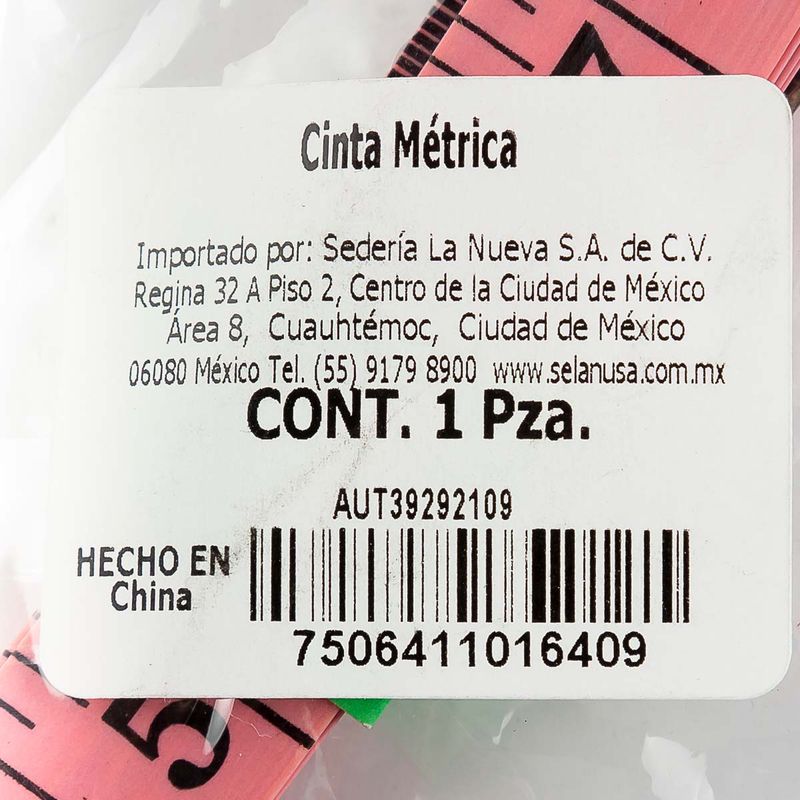 7
Cinta Métrica
Importado por: Sedería La Nueva S.A. de C.V.
Regina 32 A Piso 2, Centro de la Ciudad de México
Área 8, Cuauhtémoc, Ciudad de México
06080 México Tel. (55) 9179 8900 www.selanusa.com.mx
CONT. 1 Pza.
AUT39292109
HECHO EN
China
7506411016409
5